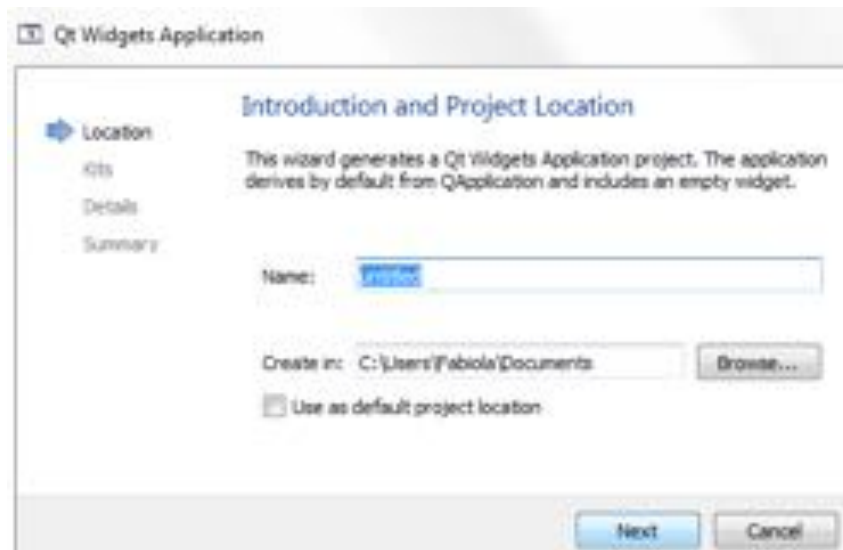 Qt Widgets Application
Introduction and Project Location
Location
Kits
Details
Summary
This wizard generates a Qt Widgets Application project. The application
derives by default from QApplication and includes an empty widget.
Name: untitled
Create in: C:\Users\Fabiola\Documents Browse...
Use as default project location
Next Cancel